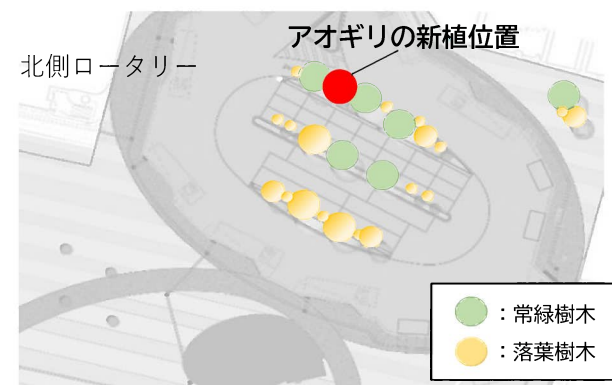 アオギリの新植位置
北側ロータリー
：常緑樹木
：落葉樹木